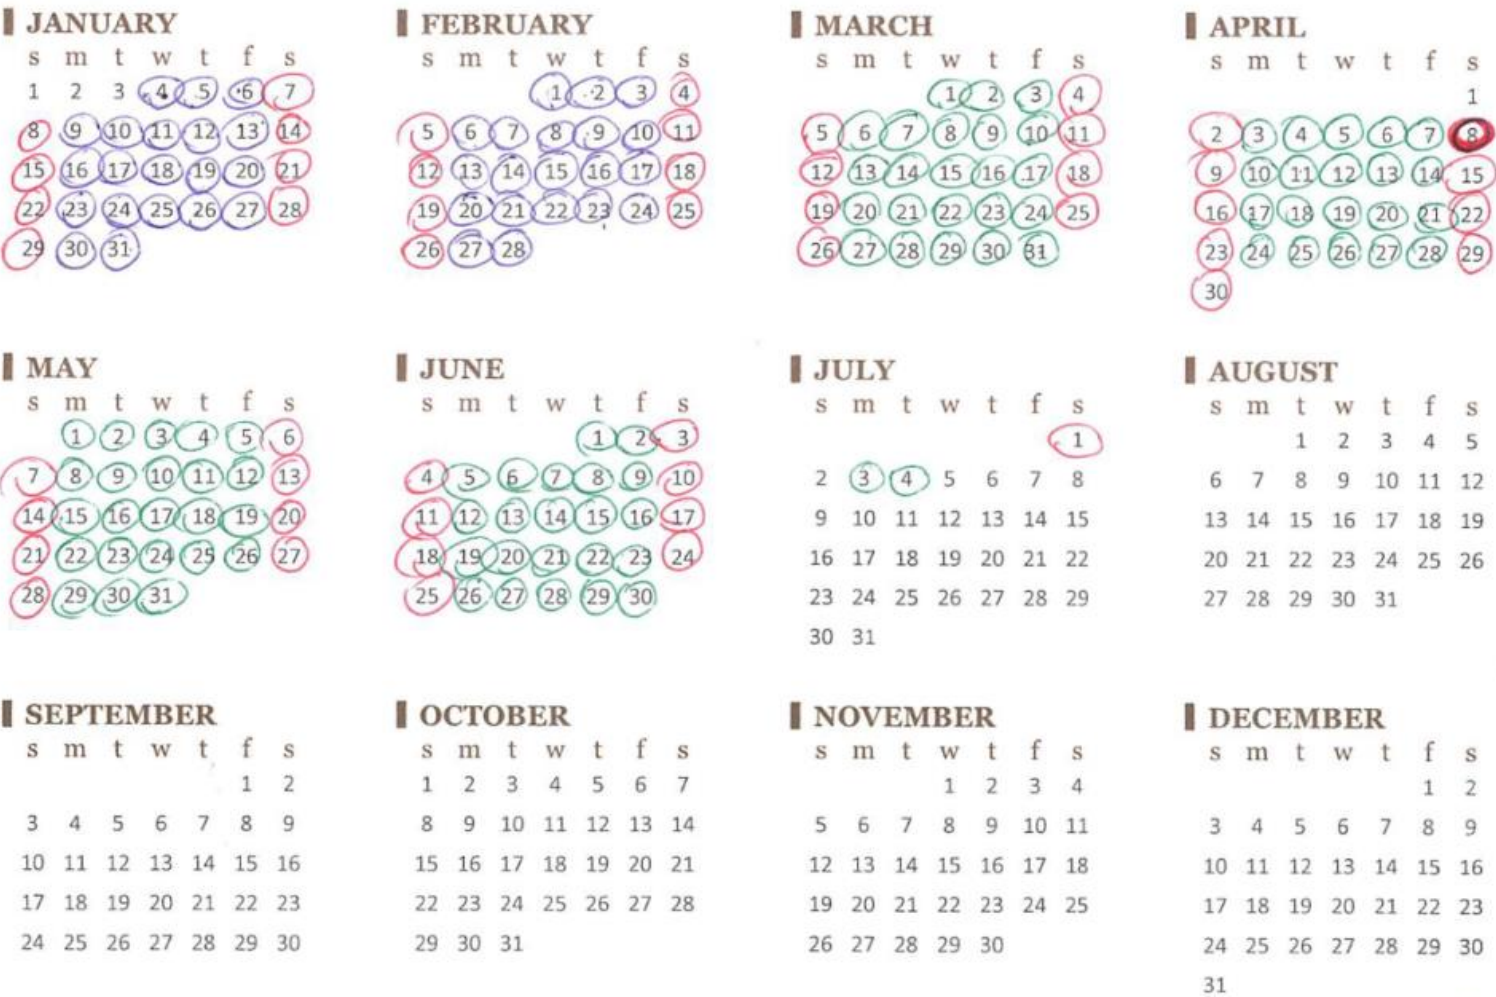 JANUARY
s m t w t f s
1 2 3 4 5 6 7
8 9 10 11 12 13 14
15 16 17 18 19 20 21
22 23 24 25 26 27 28
29 30 31
FEBRUARY
s m t w t f s
1 2 3 4
5 6 7 8 9 10 11
12 13 14 15 16 17 18
19 20 21 22 23 24 25
26 27 28
MARCH
s m t w t f s
1 2 3 4
5 6 7 8 9 10 11
12 13 14 15 16 17 18
19 20 21 22 23 24 25
26 27 28 29 30 31
APRIL
s m t w t f s
1
2 3 4 5 6 7 8
9 10 11 12 13 14 15
16 17 18 19 20 21 22
23 24 25 26 27 28 29
30
MAY
s m t w t f s
1 2 3 4 5 6
7 8 9 10 11 12 13
14 15 16 17 18 19 20
21 22 23 24 25 26 27
28 29 30 31
JUNE
s m t w t f s
1 2 3
4 5 6 7 8 9 10
11 12 13 14 15 16 17
18 19 20 21 22 23 24
25 26 27 28 29 30
JULY
s m t w t f s
1
2 3 4 5 6 7 8
9 10 11 12 13 14 15
16 17 18 19 20 21 22
23 24 25 26 27 28 29
30 31
AUGUST
s m t w t f s
1 2 3 4 5
6 7 8 9 10 11 12
13 14 15 16 17 18 19
20 21 22 23 24 25 26
27 28 29 30 31
SEPTEMBER
s m t w t f s
1 2
3 4 5 6 7 8 9
10 11 12 13 14 15 16
17 18 19 20 21 22 23
24 25 26 27 28 29 30
OCTOBER
s m t w t f s
1 2 3 4 5 6 7
8 9 10 11 12 13 14
15 16 17 18 19 20 21
22 23 24 25 26 27 28
29 30 31
NOVEMBER
s m t w t f s
1 2 3 4
5 6 7 8 9 10 11
12 13 14 15 16 17 18
19 20 21 22 23 24 25
26 27 28 29 30
DECEMBER
s m t w t f s
1 2
3 4 5 6 7 8 9
10 11 12 13 14 15 16
17 18 19 20 21 22 23
24 25 26 27 28 29 30
31